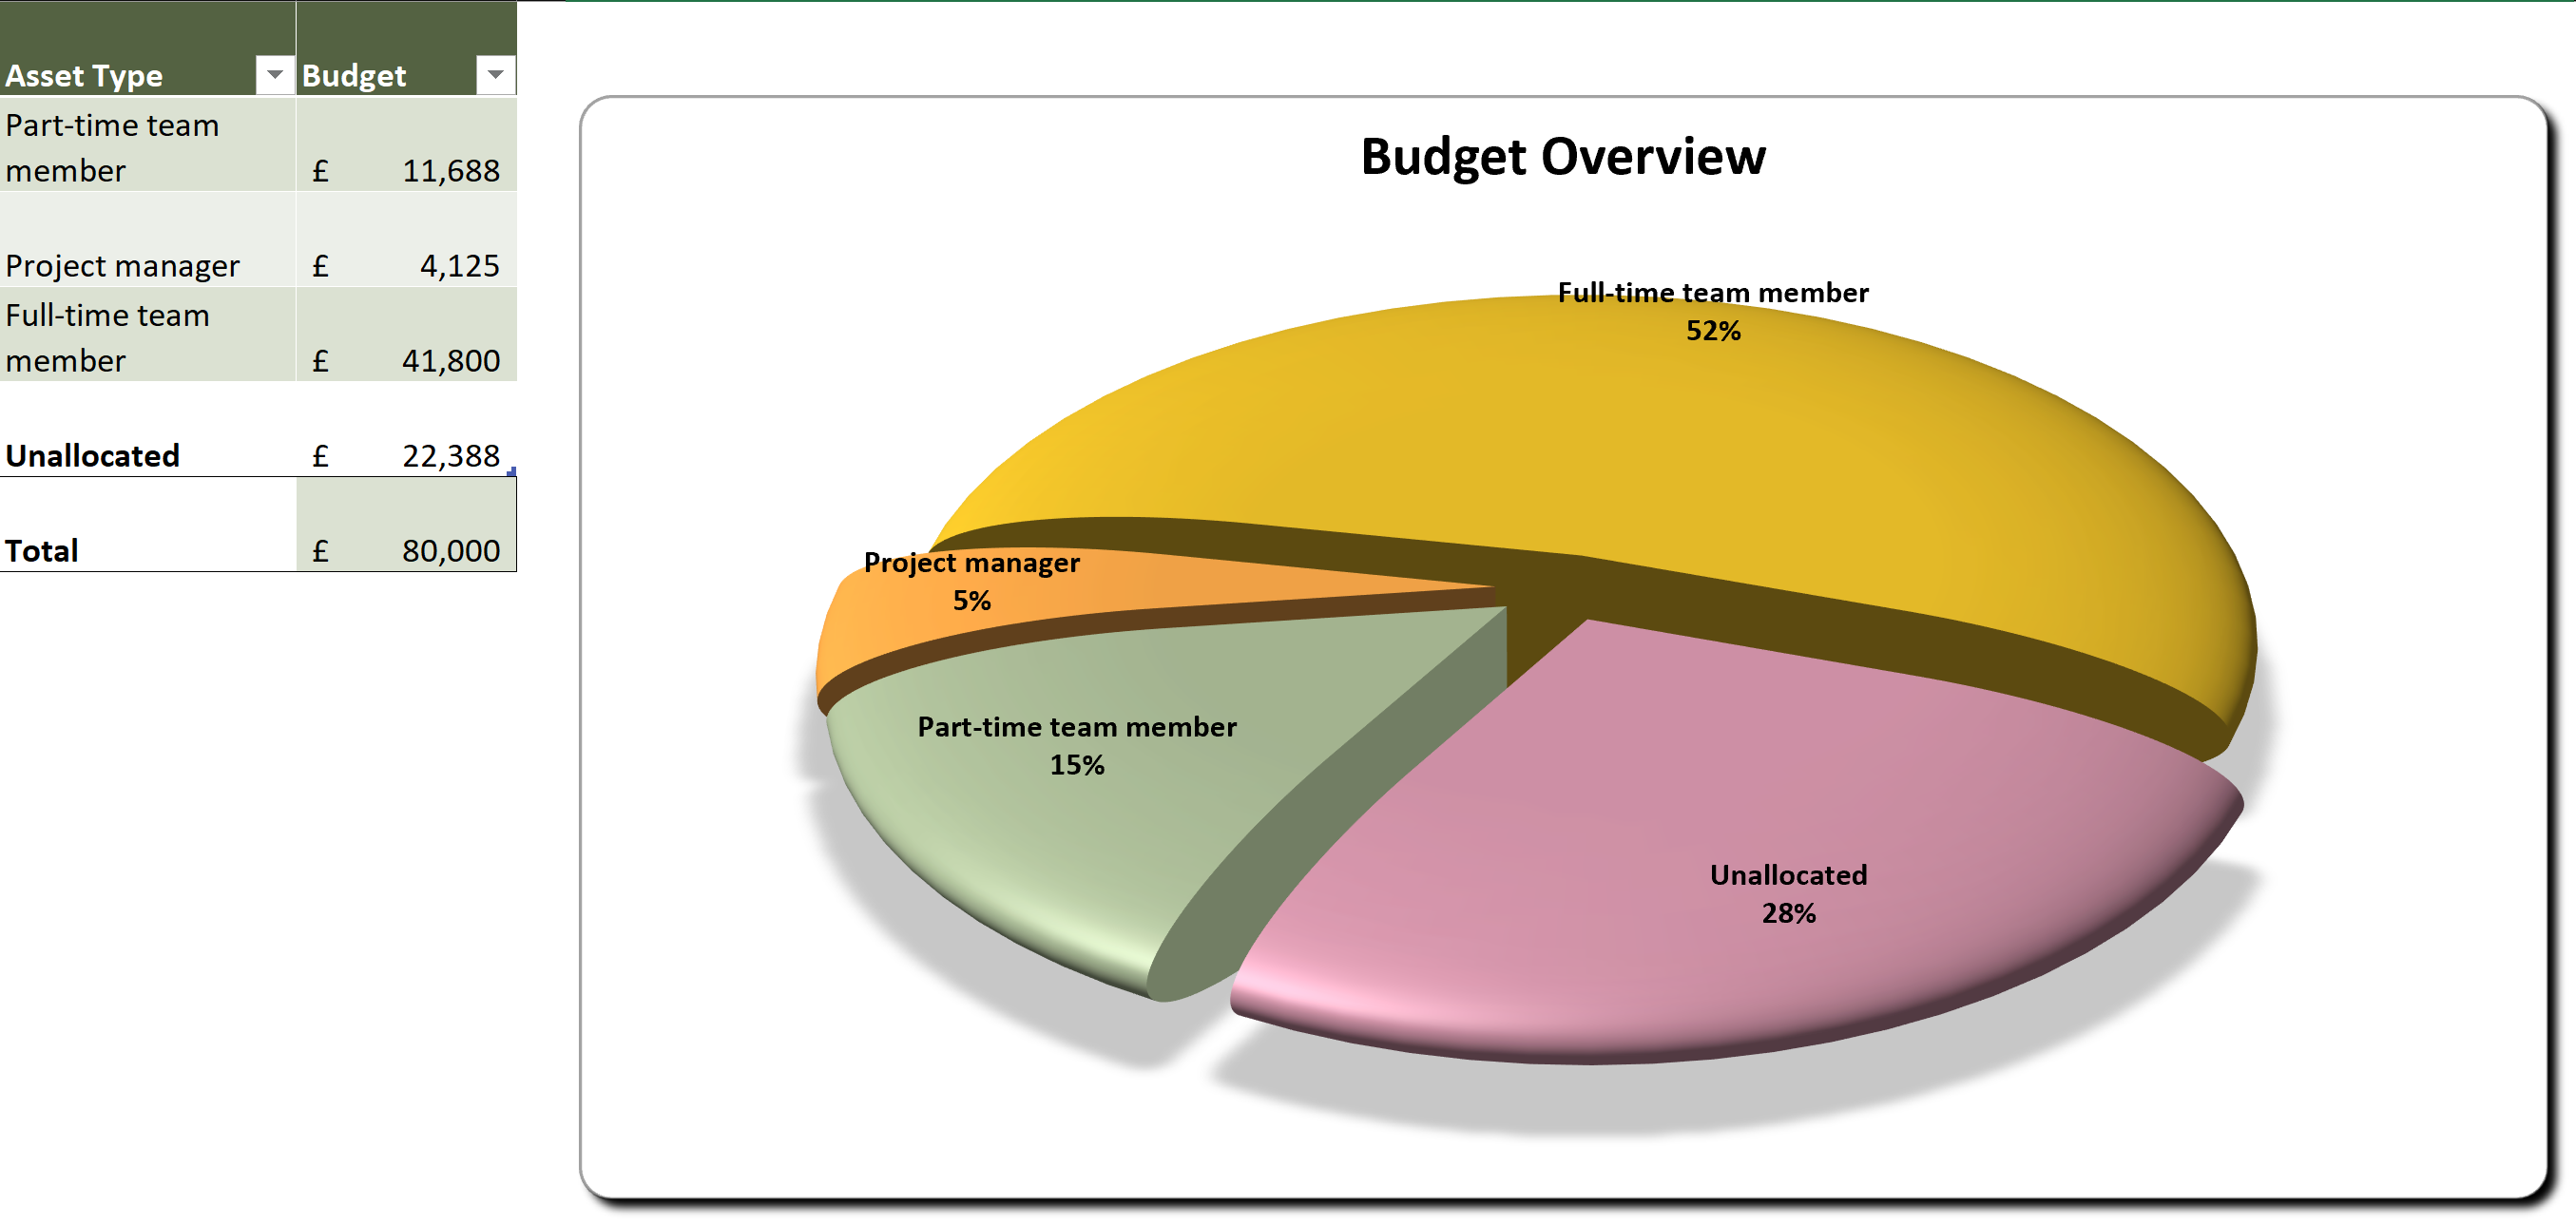 Asset Type Budget
Part-time team
member £ 11,688
Project manager £ 4,125
Full-time team
member £ 41,800
Unallocated £ 22,388
Total £ 80,000
Budget Overview
Full-time team member
52%
Project manager
5%
Part-time team member
15%
Unallocated
28%